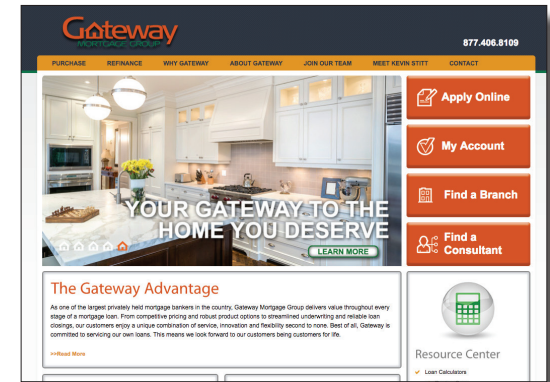 Gateway
MORTGAGE GROUP
877.406.8109
PURCHASE REFINANCE WHY GATEWAY ABOUT GATEWAY JOIN OUR TEAM MEET KEVIN STITT CONTACT
YOUR GATEWAY TO THE
HOME YOU DESERVE
LEARN MORE
Apply Online
My Account
Find a Branch
Find a
Consultant
The Gateway Advantage
As one of the largest privately held mortgage bankers in the country, Gateway Mortgage Group delivers value throughout every
stage of a mortgage loan. From competitive pricing and robust product options to streamlined underwriting and reliable loan
closings, our customers enjoy a unique combination of service, innovation and flexibility second to none. Best of all, Gateway is
committed to servicing our own loans. This means we look forward to our customers being customers for life.
>>Read More
Resource Center
Loan Calculators